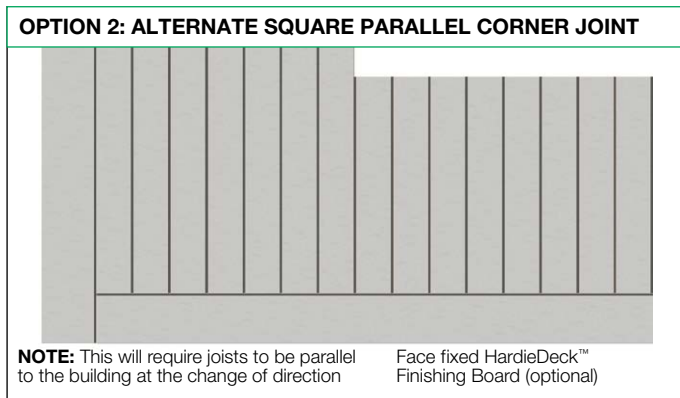 OPTION 2: ALTERNATE SQUARE PARALLEL CORNER JOINT
NOTE: This will require joists to be parallel
to the building at the change of direction
Face fixed HardieDeck™
Finishing Board (optional)